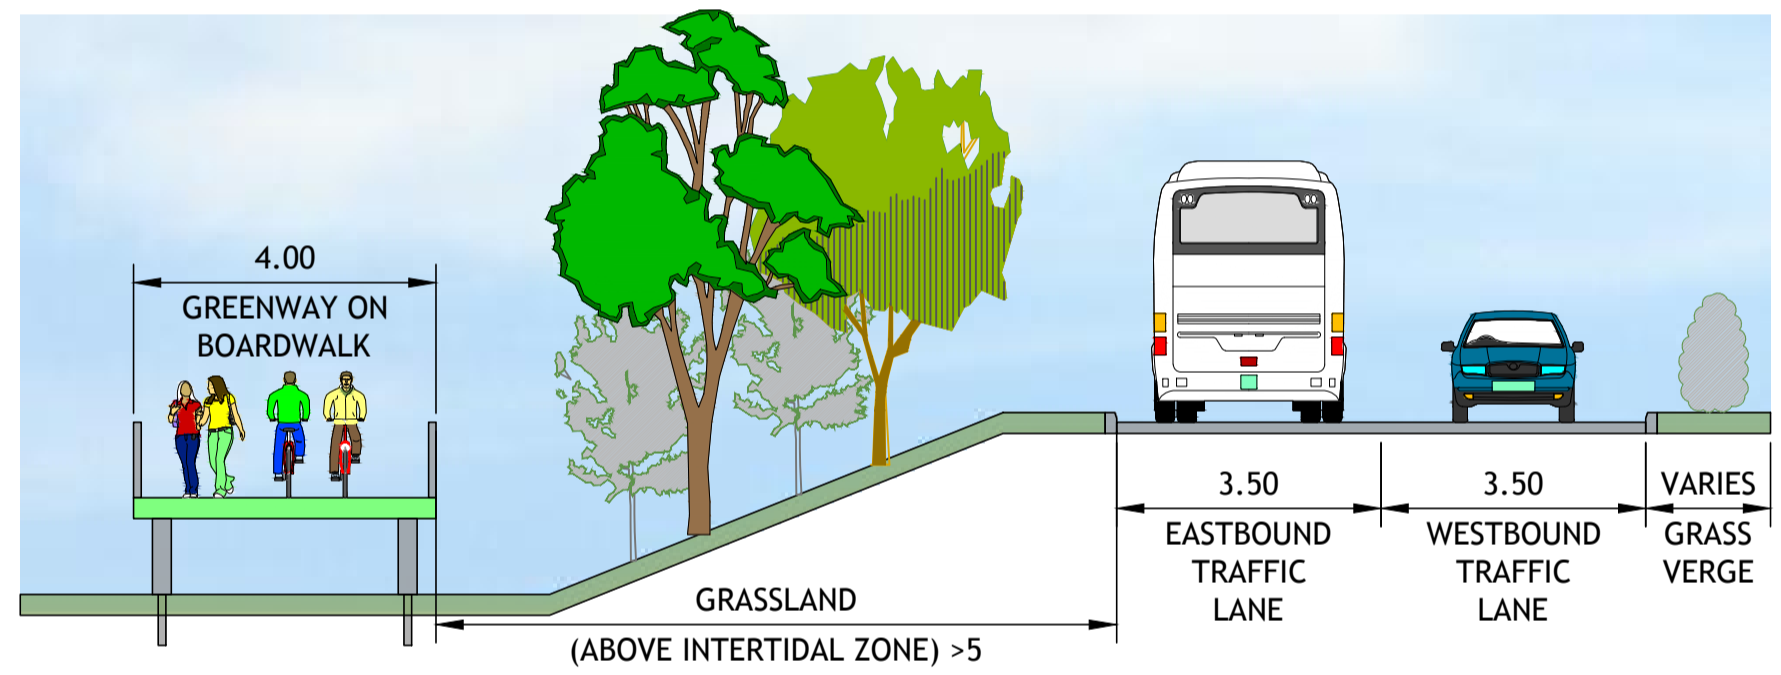 4.00
GREENWAY ON
BOARDWALK
GRASSLAND
(ABOVE INTERTIDAL ZONE) >5
3.50
EASTBOUND
TRAFFIC
LANE
3.50
WESTBOUND
TRAFFIC
LANE
VARIES
GRASS
VERGE